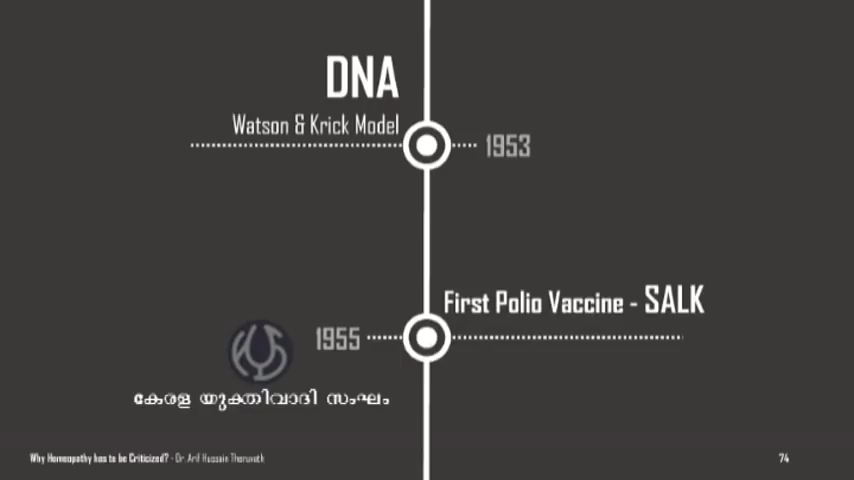 DNA
Watson & Krick Model
1953
First Polio Vaccine - SALK
1955
കേരള യുക്തിവാദി സംഘം
Why Homeopathy has to be Criticized? - Dr. Arif Hussain Theruvath
74